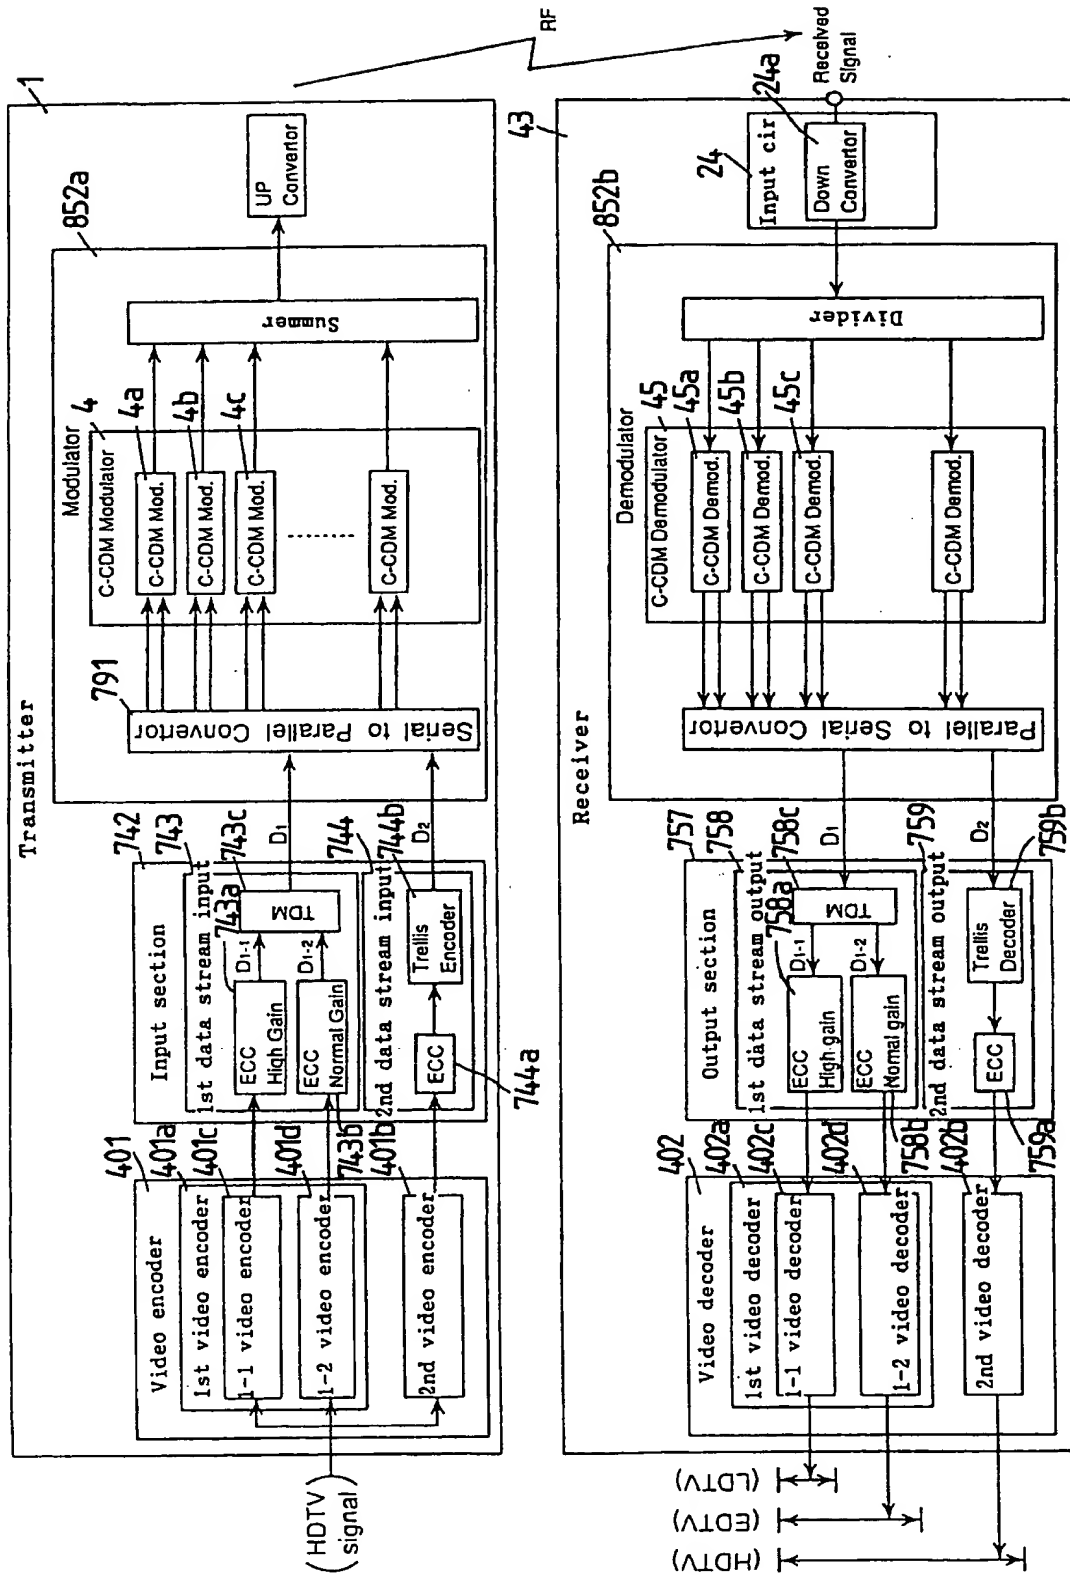 Transmitter
1
(HDTV signal)
Video encoder
401
1st video encoder
401a
1-1 video encoder
401c
1-2 video encoder
401d
2nd video encoder
401b
Input section
742
1st data stream input
743
743a
ECC
High Gain
D1-1
ECC
Normal Gain
743b
D1-2
TDM
743c
D1
2nd data stream input
744
ECC
744a
Trellis
Encoder
744b
D2
Modulator
852a
Serial to Parallel Convertor
791
C-CDM Modulator
4
C-CDM Mod.
4a
C-CDM Mod.
4b
C-CDM Mod.
4c
C-CDM Mod.
Summer
UP
Convertor
RF
Receiver
43
Received
Signal
Input cir
24
Down
Convertor
24a
Demodulator
852b
Divider
C-CDM Demodulator
45
C-CDM Demod.
45a
C-CDM Demod.
45b
C-CDM Demod.
45c
C-CDM Demod.
Parallel to Serial Convertor
D1
D2
Output section
757
1st data stream output
758
758a
TDM
758c
D1-1
D1-2
ECC
High gain
ECC
Normal gain
758b
2nd data stream output
759
Trellis
Decoder
759b
ECC
759a
Video decoder
402
1st video decoder
402a
1-1 video decoder
402c
1-2 video decoder
402d
2nd video decoder
402b
(LDTV)
(EDTV)
(HDTV)